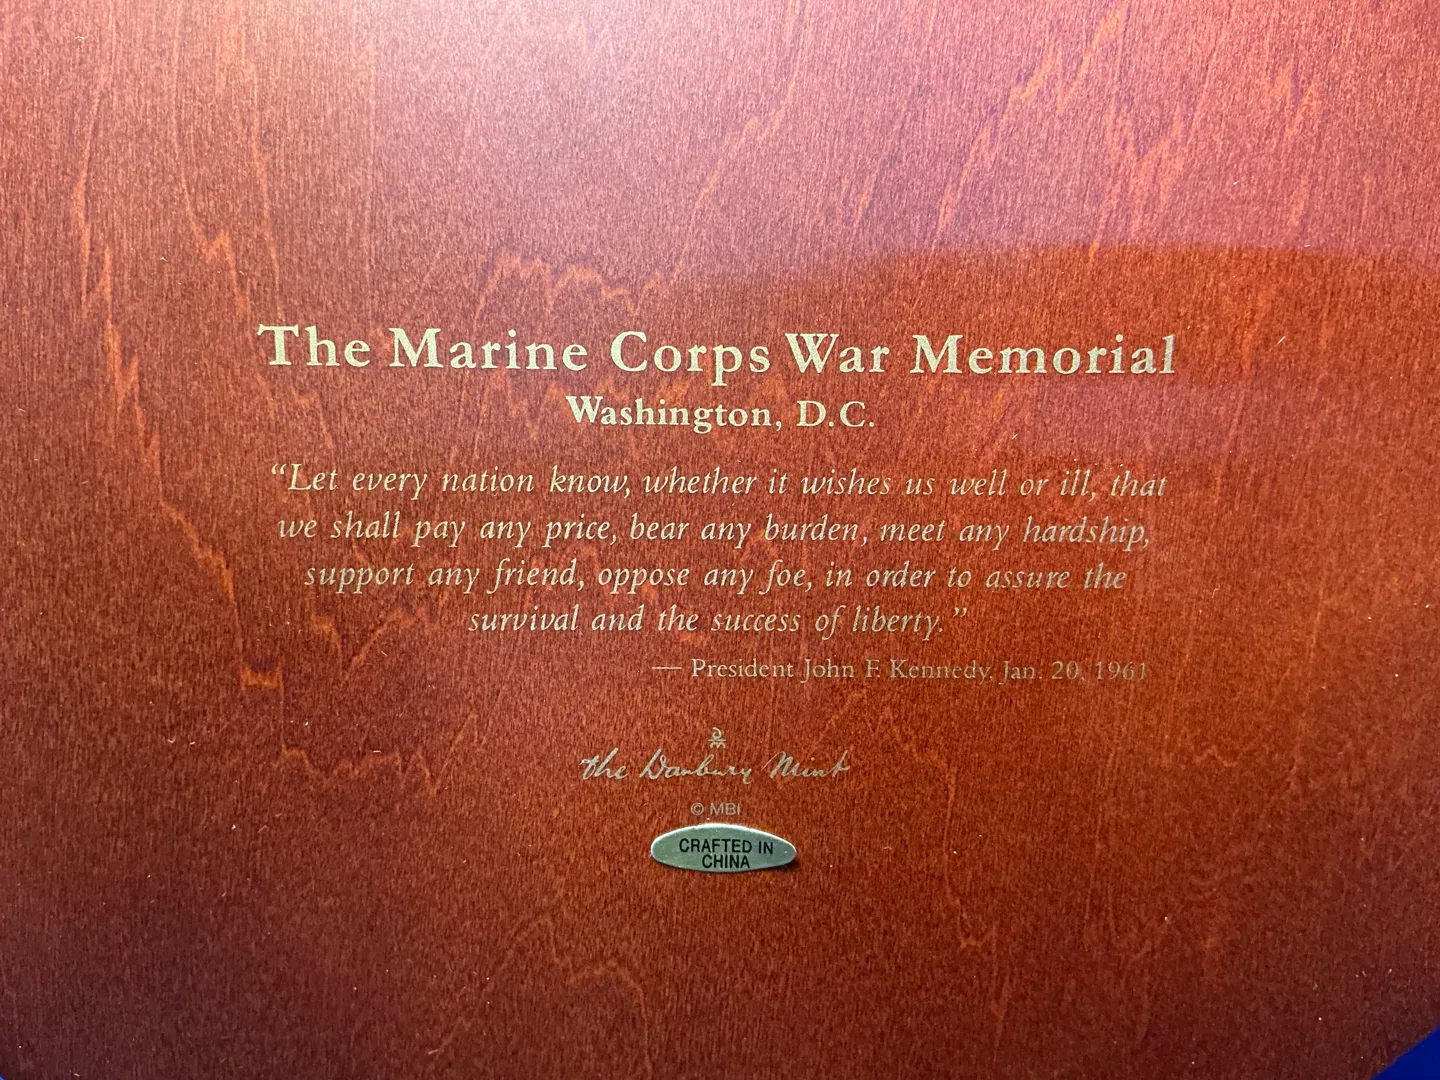 The Marine Corps War Memorial
Washington, D.C.
“Let every nation know, whether it wishes us well or ill, that
we shall pay any price, bear any burden, meet any hardship,
support any friend, oppose any foe, in order to assure the
survival and the success of liberty.”
— President John F. Kennedy, Jan. 20, 1961
The Danbury Mint
© MBI
CRAFTED IN
CHINA